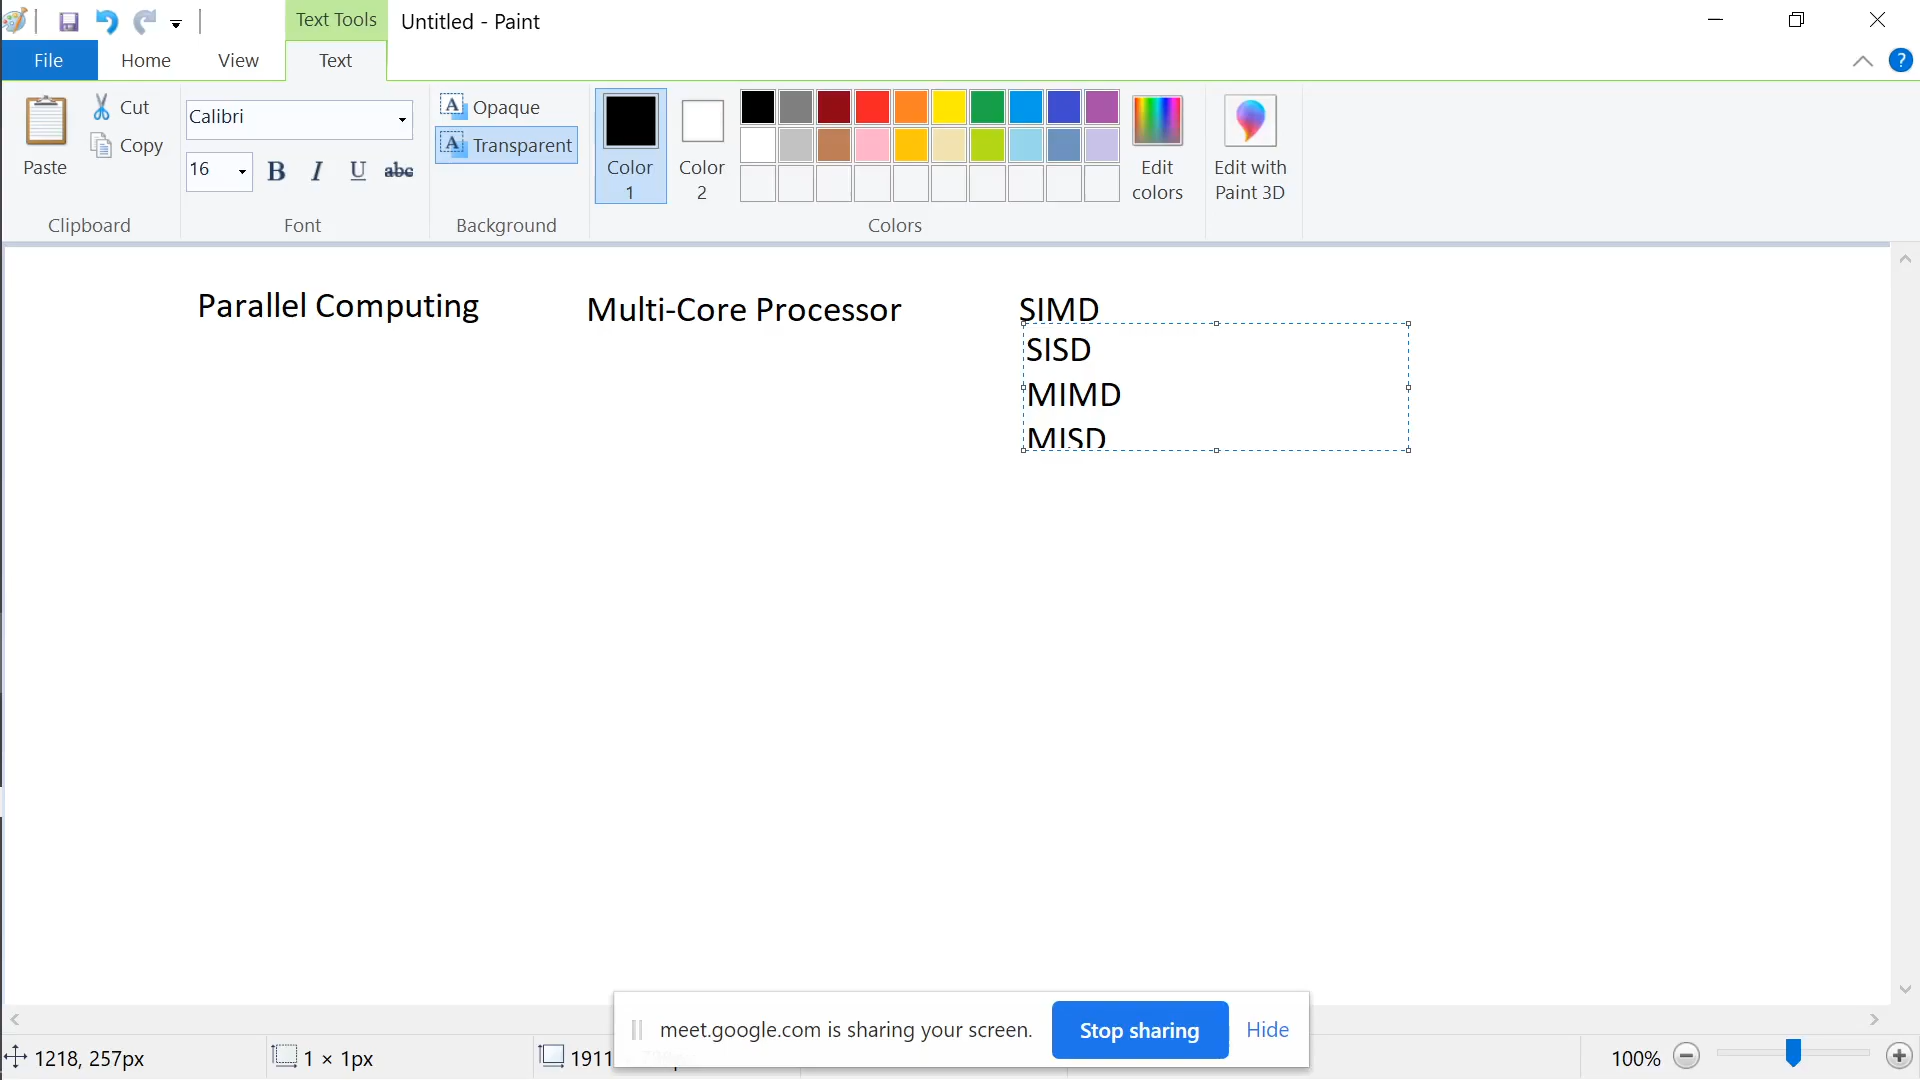 Text Tools
Untitled - Paint
File
Home
View
Text
?
Paste
Cut
Copy
Clipboard
Calibri
16
B
I
U
abc
Font
A Opaque
A Transparent
Background
Color
1
Color
2
Colors
Edit
colors
Edit with
Paint 3D
Parallel Computing
Multi-Core Processor
SIMD
SISD
MIMD
MISD
meet.google.com is sharing your screen.
Stop sharing
Hide
1218, 257px
1 × 1px
1911
100%